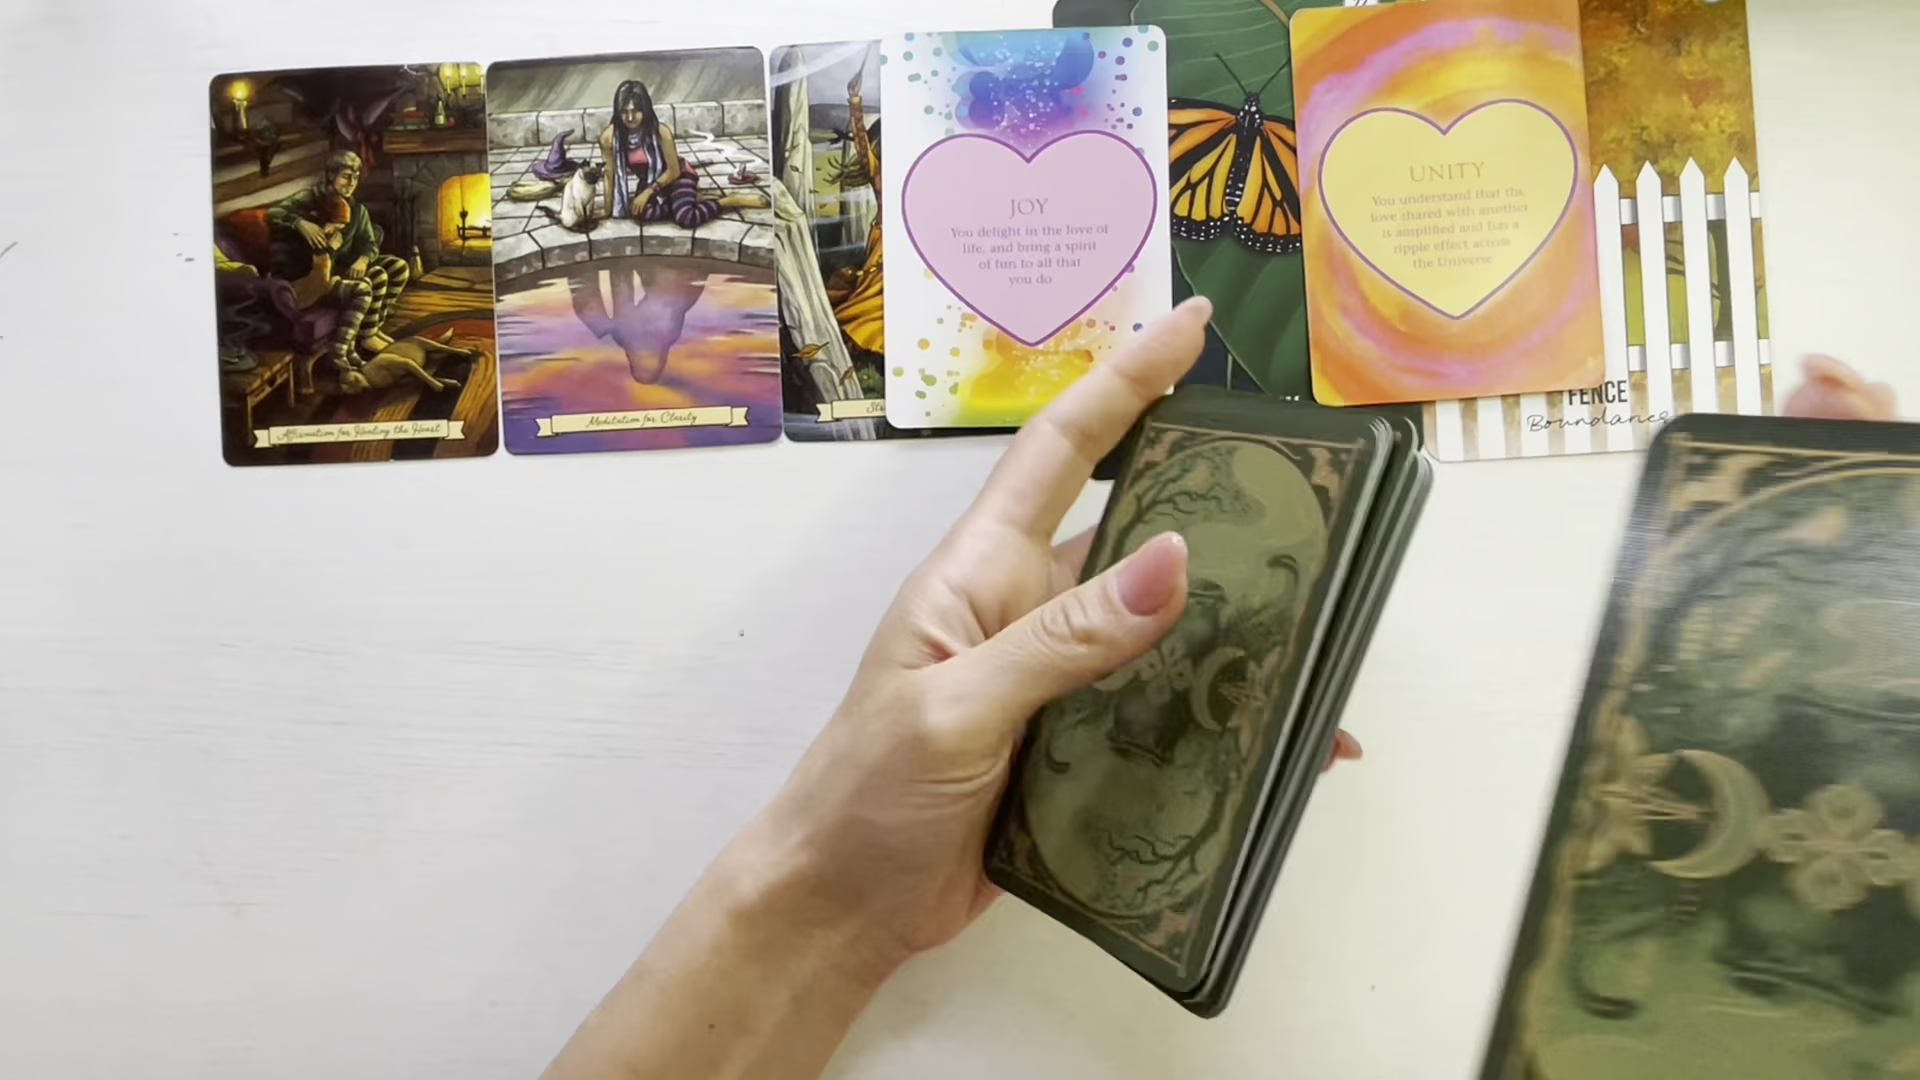 Affirmation for Healing the Heart
Meditation for Clarity
JOY
You delight in the love of
life, and bring a spirit
of fun to all that
you do
UNITY
You understand that the
love shared with another
is amplified and has a
ripple effect across
the Universe
FENCE